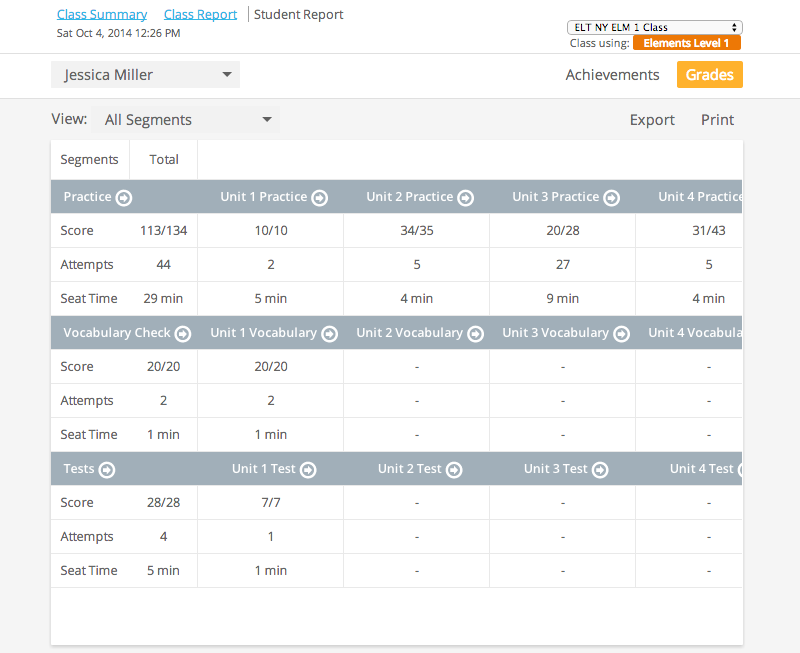 Class Summary Class Report Student Report
Sat Oct 4, 2014 12:26 PM
ELT NY ELM 1 Class
Class using: Elements Level 1
Jessica Miller Achievements Grades
View: All Segments Export Print
Segments Total
Practice Unit 1 Practice Unit 2 Practice Unit 3 Practice Unit 4 Practice
Score 113/134 10/10 34/35 20/28 31/43
Attempts 44 2 5 27 5
Seat Time 29 min 5 min 4 min 9 min 4 min
Vocabulary Check Unit 1 Vocabulary Unit 2 Vocabulary Unit 3 Vocabulary Unit 4 Vocabula
Score 20/20 20/20 - - -
Attempts 2 2 - - -
Seat Time 1 min 1 min - - -
Tests Unit 1 Test Unit 2 Test Unit 3 Test Unit 4 Test
Score 28/28 7/7 - - -
Attempts 4 1 - - -
Seat Time 5 min 1 min - - -